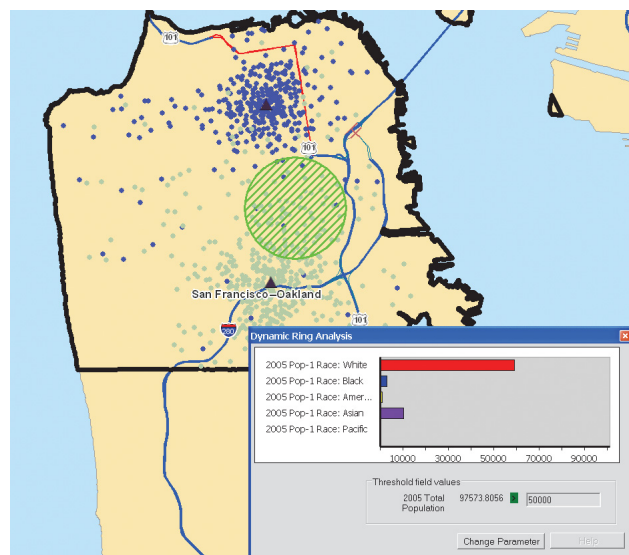 101
101
San Francisco–Oakland
280
101
Dynamic Ring Analysis
2005 Pop-1 Race: White
2005 Pop-1 Race: Black
2005 Pop-1 Race: Amer...
2005 Pop-1 Race: Asian
2005 Pop-1 Race: Pacific
10000 30000 50000 70000 90000
Threshold field values
2005 Total Population 97573.8056 > 50000
Change Parameter Help